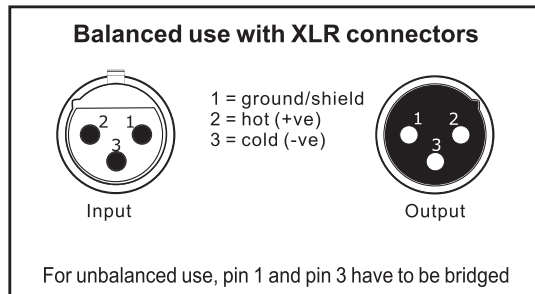 Balanced use with XLR connectors
1 = ground/shield
2 = hot (+ve)
3 = cold (-ve)
2 1
3
1 2
3
Input
Output
For unbalanced use, pin 1 and pin 3 have to be bridged